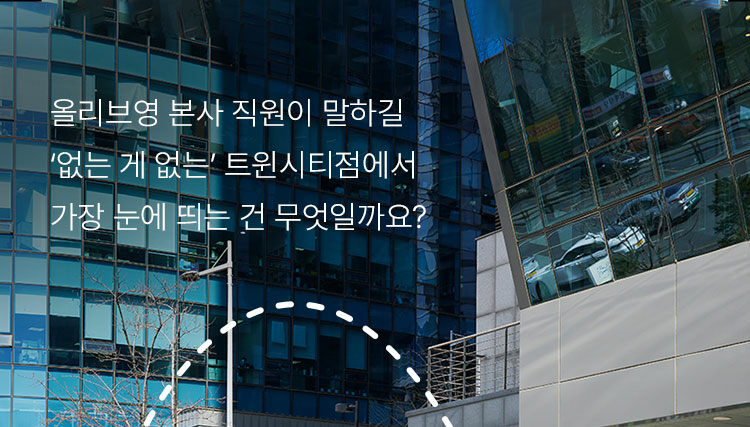 올리브영 본사 직원이 말하길
‘없는 게 없는’ 트윈시티점에서
가장 눈에 띄는 건 무엇일까요?